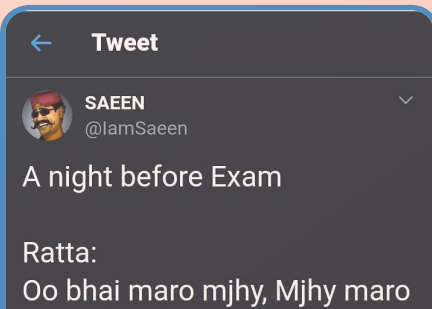 Tweet
SAEEN
@IamSaeen
A night before Exam
Ratta:
Oo bhai maro mjhy, Mjhy maro